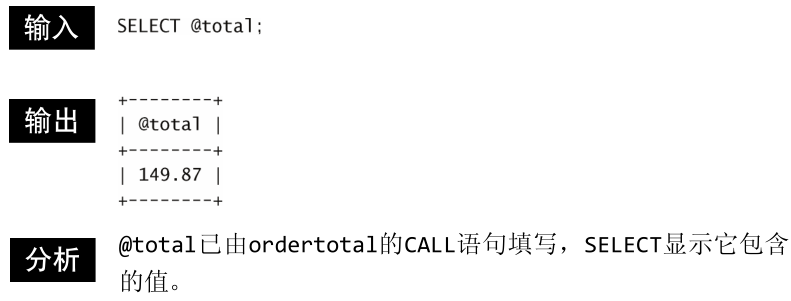 输入 SELECT @total;
+--------+
输出 | @total |
+--------+
| 149.87 |
+--------+
分析 @total已由ordertotal的CALL语句填写，SELECT显示它包含
的值。